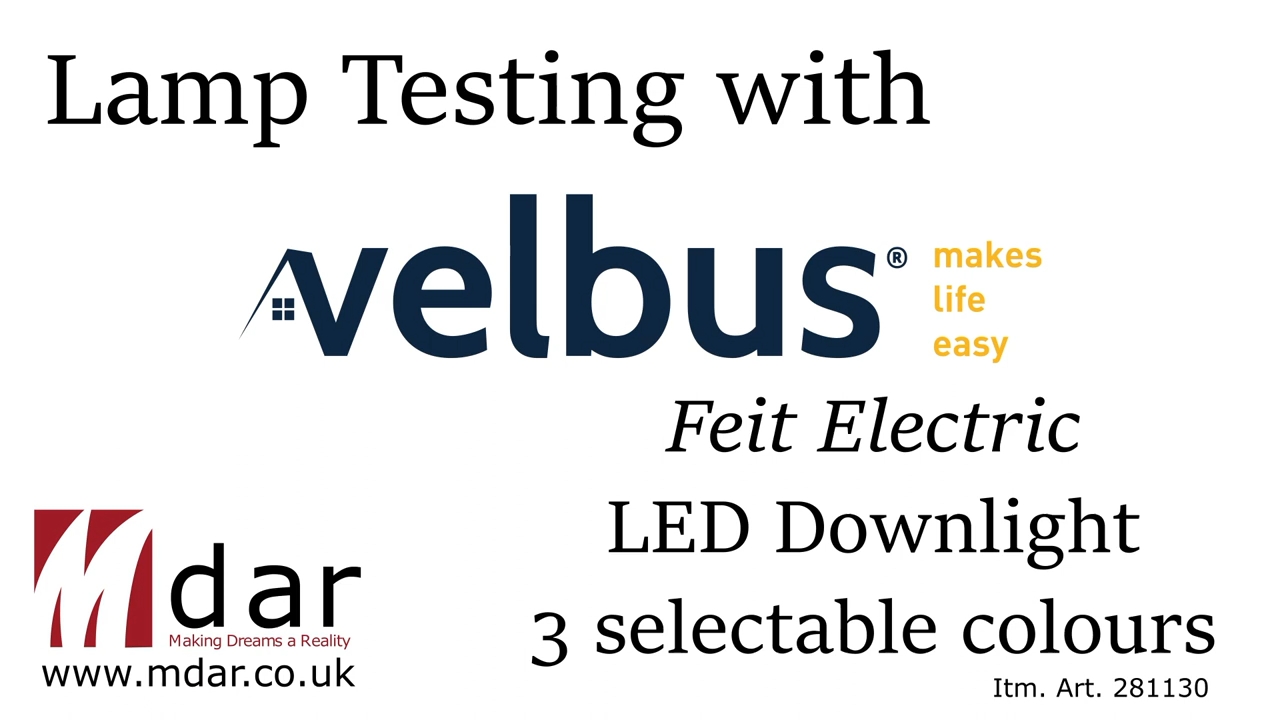 Lamp Testing with
velbus®
makes
life
easy
Feit Electric
LED Downlight
3 selectable colours
Itm. Art. 281130
Mdar
Making Dreams a Reality
www.mdar.co.uk